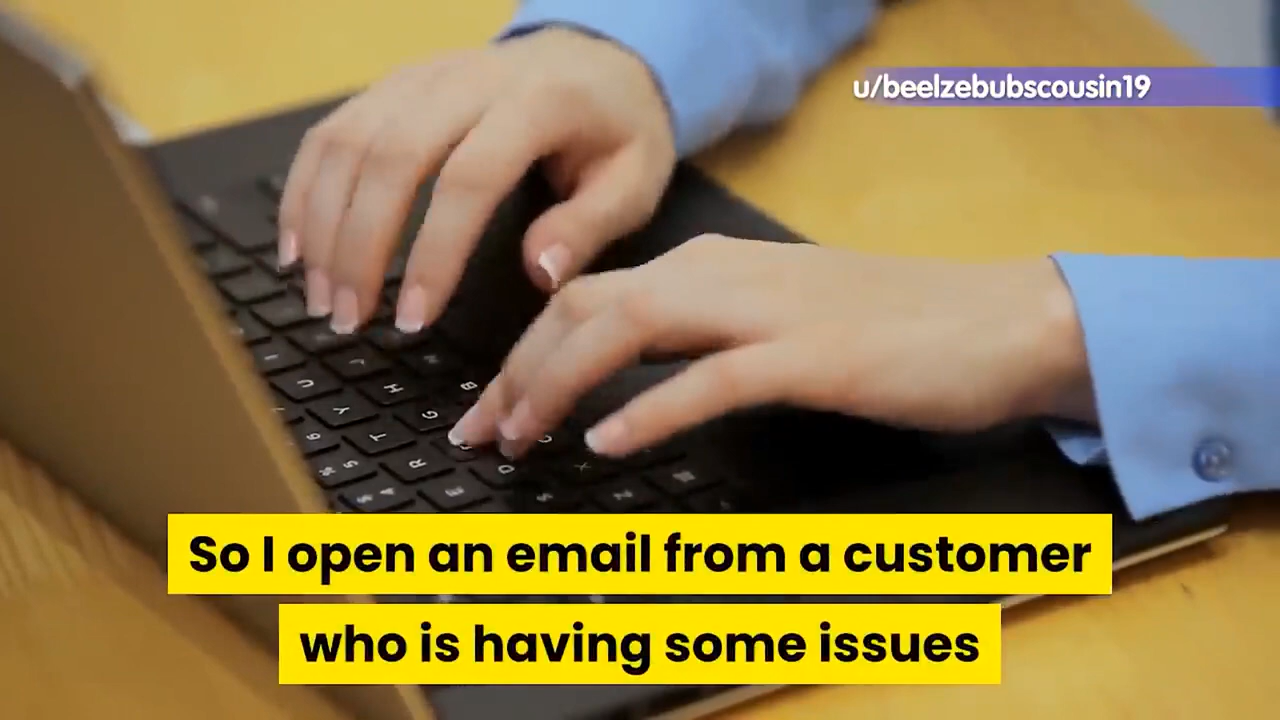 u/beelzebubscousin19
So I open an email from a customer
who is having some issues